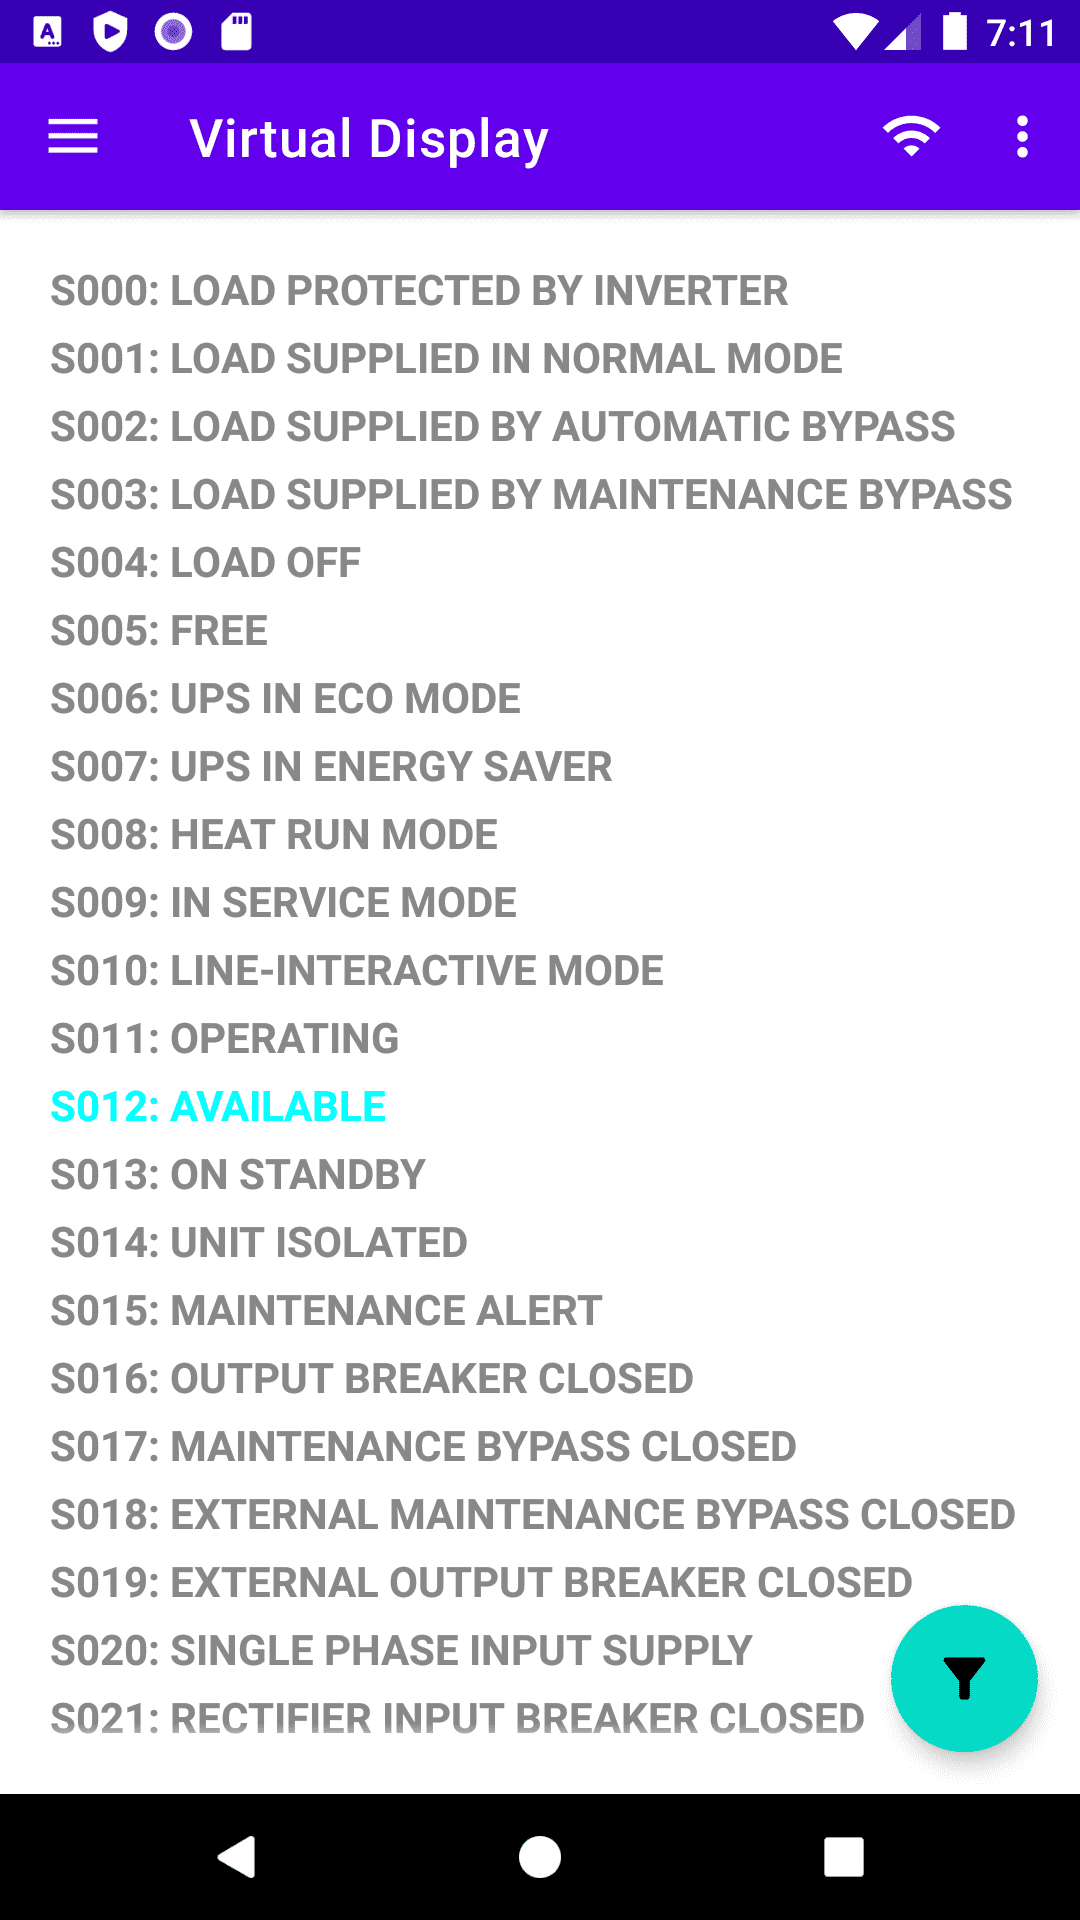 7:11
Virtual Display
S000: LOAD PROTECTED BY INVERTER
S001: LOAD SUPPLIED IN NORMAL MODE
S002: LOAD SUPPLIED BY AUTOMATIC BYPASS
S003: LOAD SUPPLIED BY MAINTENANCE BYPASS
S004: LOAD OFF
S005: FREE
S006: UPS IN ECO MODE
S007: UPS IN ENERGY SAVER
S008: HEAT RUN MODE
S009: IN SERVICE MODE
S010: LINE-INTERACTIVE MODE
S011: OPERATING
S012: AVAILABLE
S013: ON STANDBY
S014: UNIT ISOLATED
S015: MAINTENANCE ALERT
S016: OUTPUT BREAKER CLOSED
S017: MAINTENANCE BYPASS CLOSED
S018: EXTERNAL MAINTENANCE BYPASS CLOSED
S019: EXTERNAL OUTPUT BREAKER CLOSED
S020: SINGLE PHASE INPUT SUPPLY
S021: RECTIFIER INPUT BREAKER CLOSED